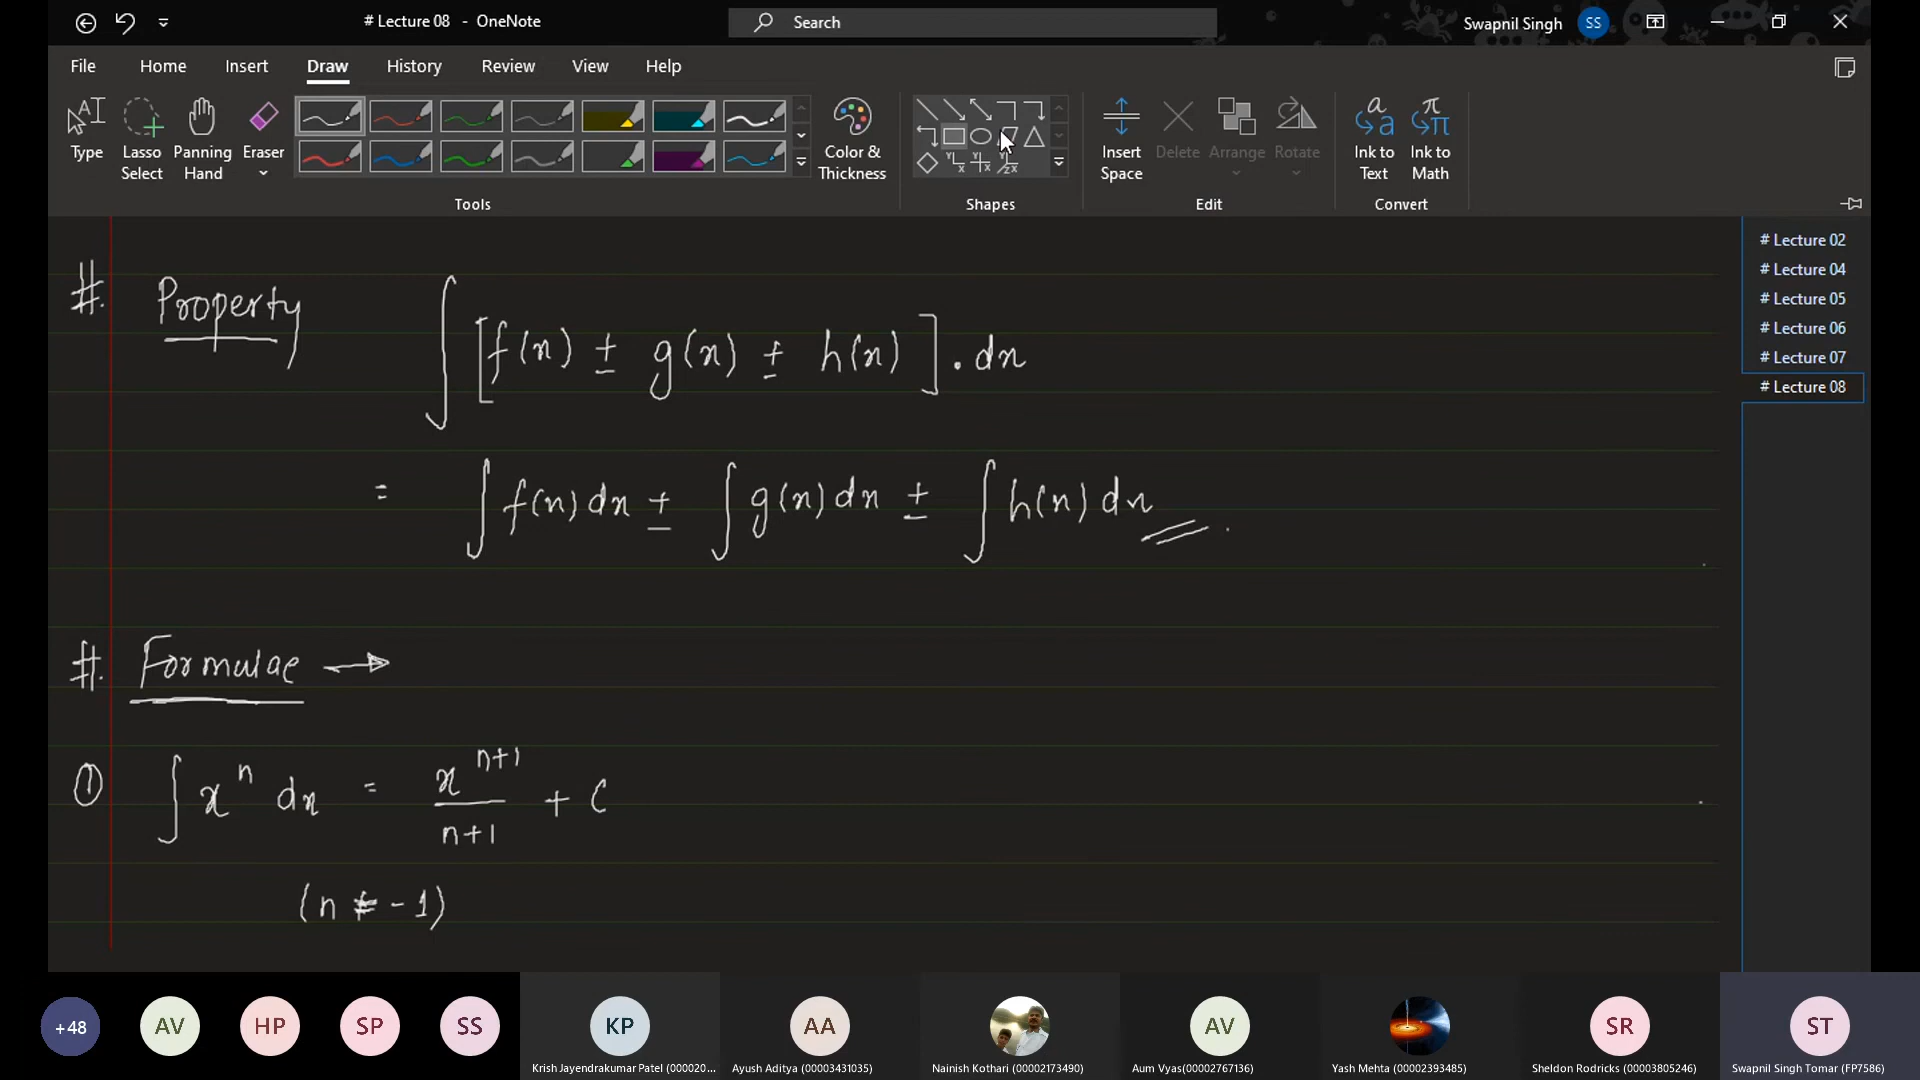 # Lecture 08 - OneNote
Search
Swapnil Singh SS
File Home Insert Draw History Review View Help
Type
Lasso Select
Panning Hand
Eraser
Color & Thickness
Insert Space
Delete
Arrange
Rotate
Ink to Text
Ink to Math
Tools Shapes Edit Convert
# Lecture 02
# Lecture 04
# Lecture 05
# Lecture 06
# Lecture 07
# Lecture 08
#. Property ∫ [f(x) ± g(x) ± h(x)] . dx
= ∫ f(x) dx ± ∫ g(x) dx ± ∫ h(x) dx
#. Formulae →
① ∫ x^n dx = x^(n+1)/(n+1) + C
(n ≠ -1)
+48 AV HP SP SS KP AA AV SR ST
Krish Jayendrakumar Patel (000020...
Ayush Aditya (00003431035)
Nainish Kothari (00002173490)
Aum Vyas(00002767136)
Yash Mehta (00002393485)
Sheldon Rodricks (00003805246)
Swapnil Singh Tomar (FP7586)